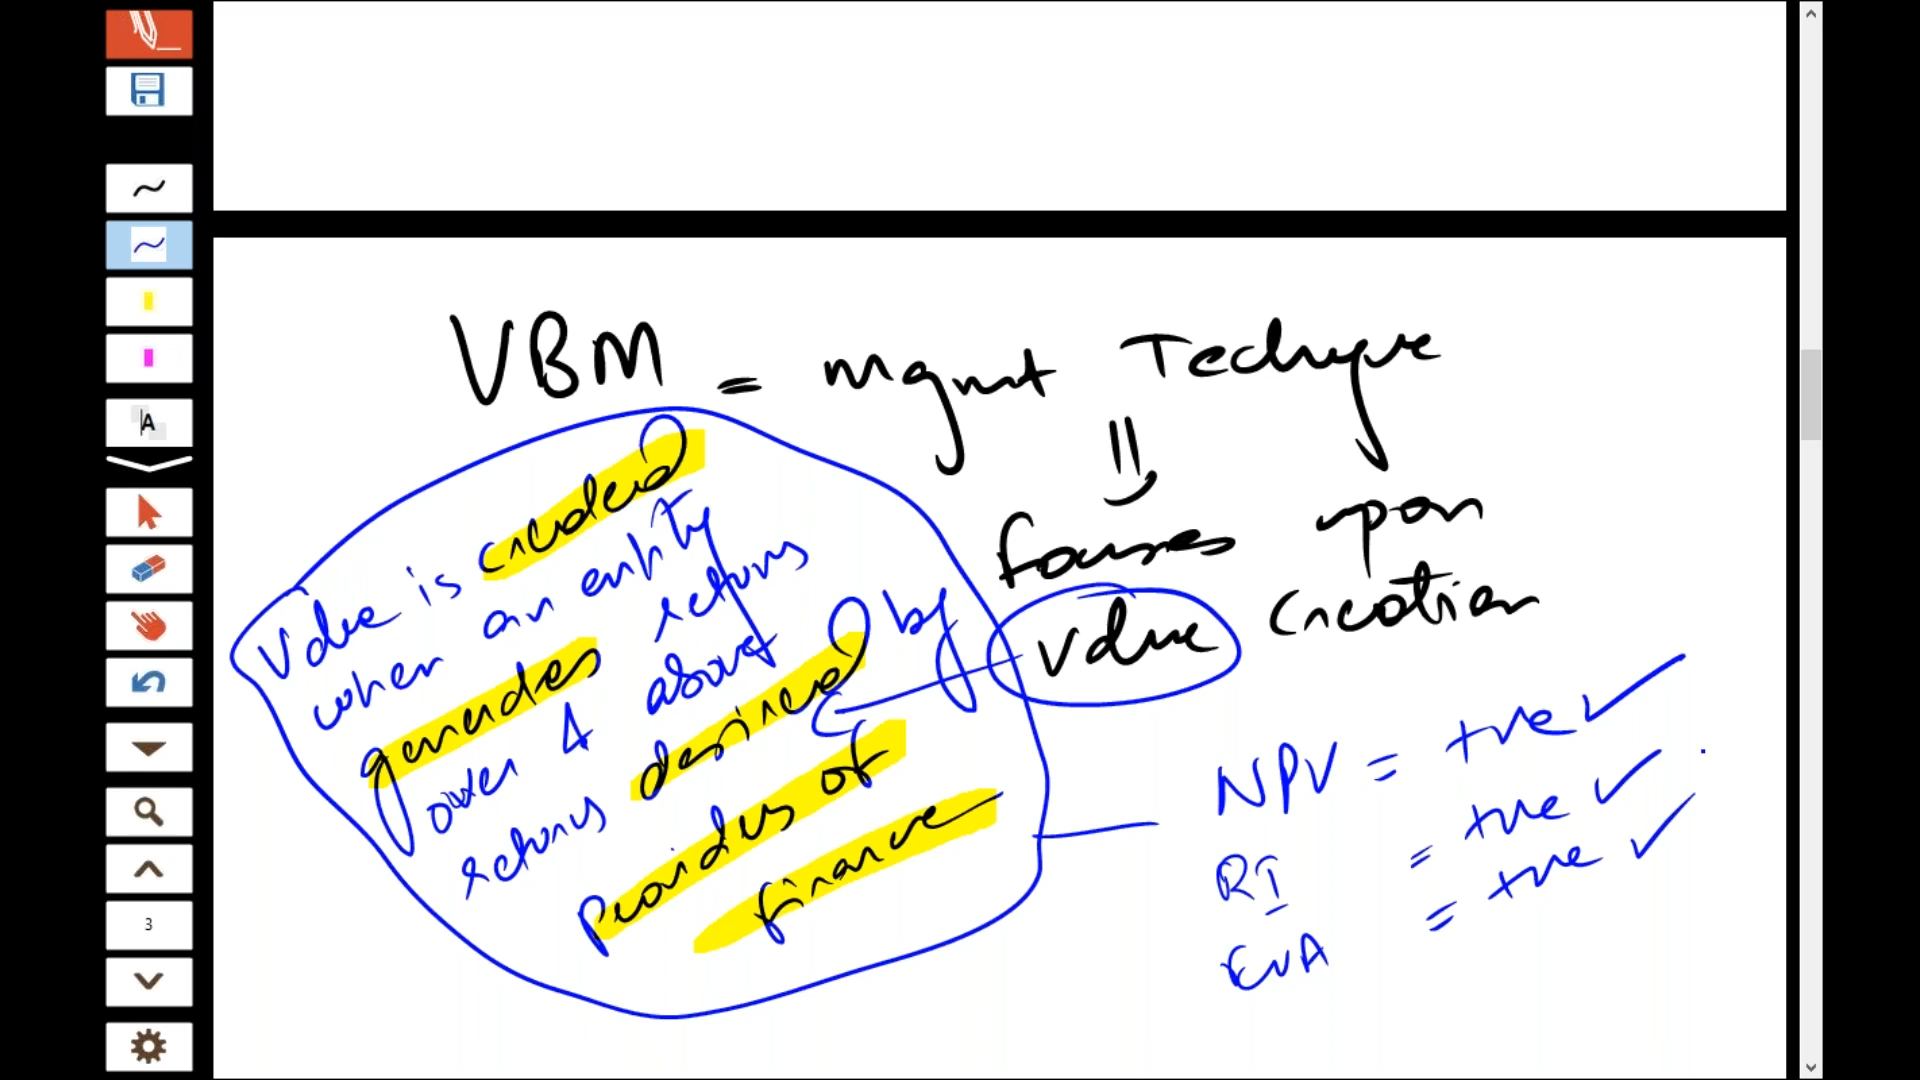 VBM = mgmt Technque
focuses upon
value creation
Value is created
when an entity
generates returns
over & above
returns desired by
Providers of
finance
NPV = +ve ✓
RI = +ve ✓
EVA = +ve ✓
A
3